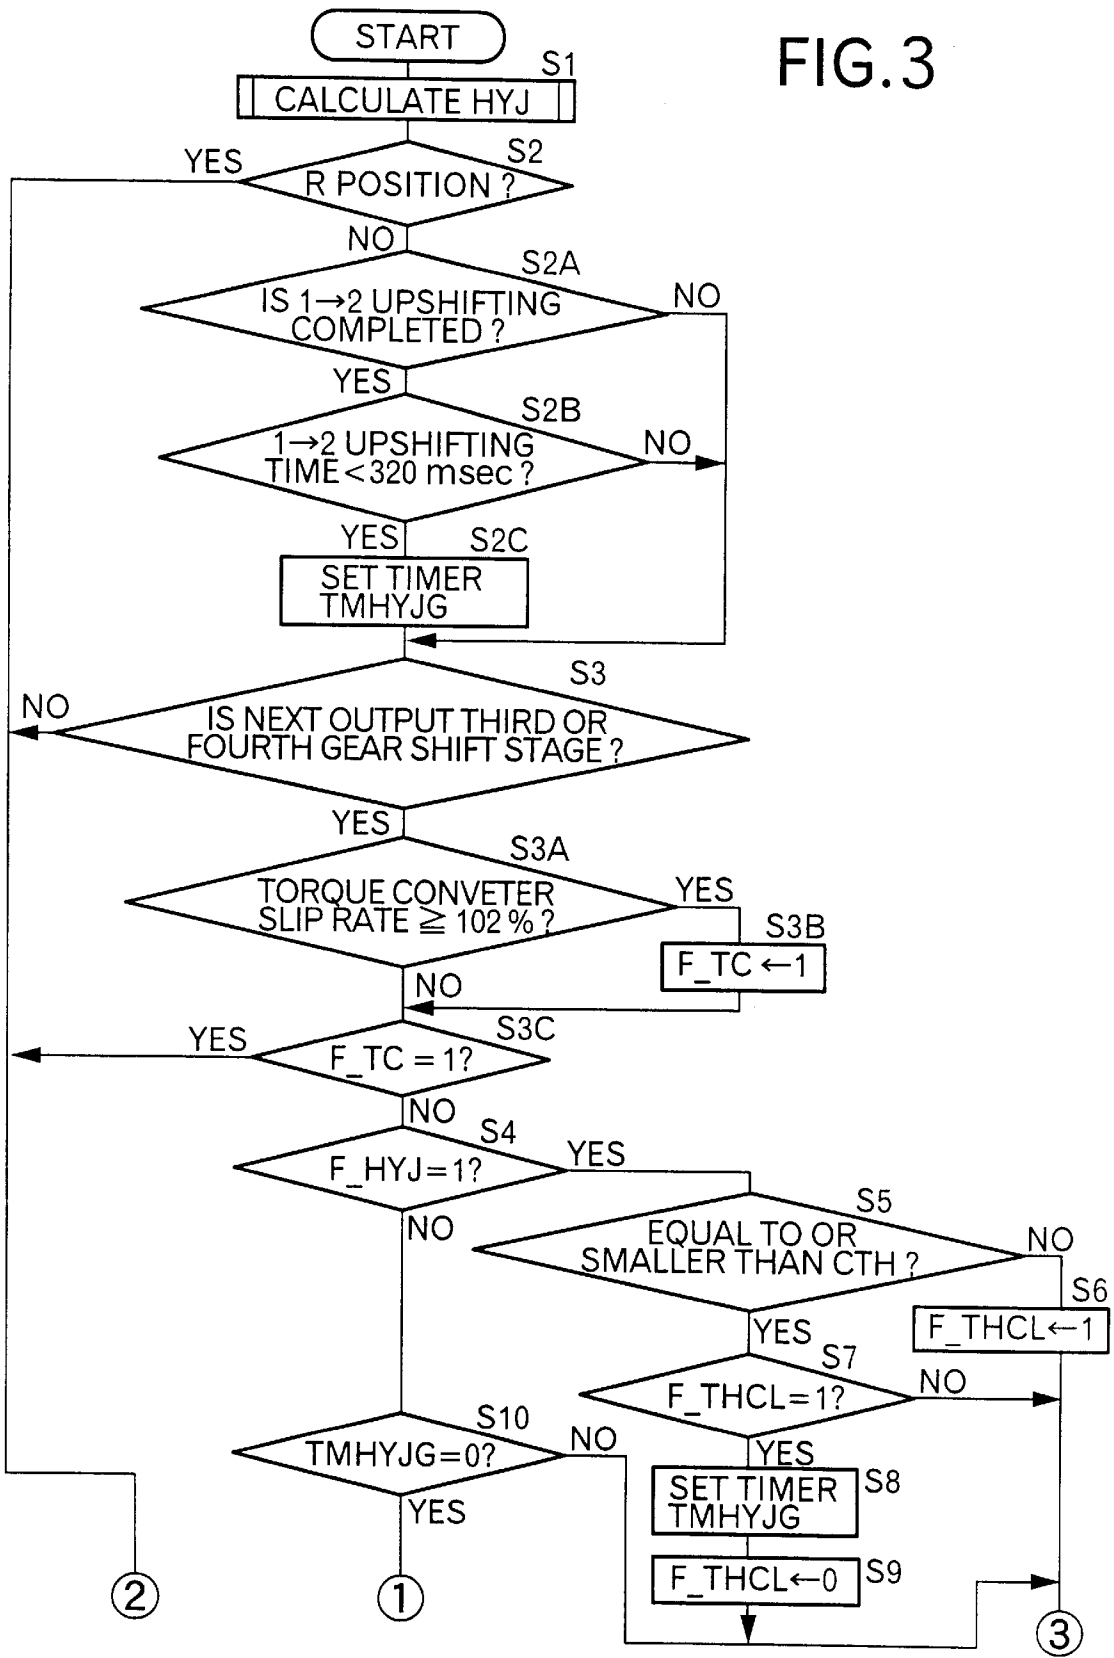 START
FIG.3
S1
CALCULATE HYJ
S2
YES
R POSITION ?
NO
S2A
IS 1→2 UPSHIFTING
COMPLETED ?
NO
YES
S2B
1→2 UPSHIFTING
TIME<320 msec ?
NO
YES
S2C
SET TIMER
TMHYJG
S3
NO
IS NEXT OUTPUT THIRD OR
FOURTH GEAR SHIFT STAGE ?
YES
S3A
TORQUE CONVETER
SLIP RATE ≧ 102 % ?
YES
S3B
F_TC ←1
NO
S3C
YES
F_TC = 1?
NO
S4
F_HYJ=1?
YES
NO
S5
EQUAL TO OR
SMALLER THAN CTH ?
NO
S6
F_THCL←1
YES
S7
F_THCL=1?
NO
S10
TMHYJG=0?
NO
YES
YES
S8
SET TIMER
TMHYJG
S9
F_THCL←0
②
①
③